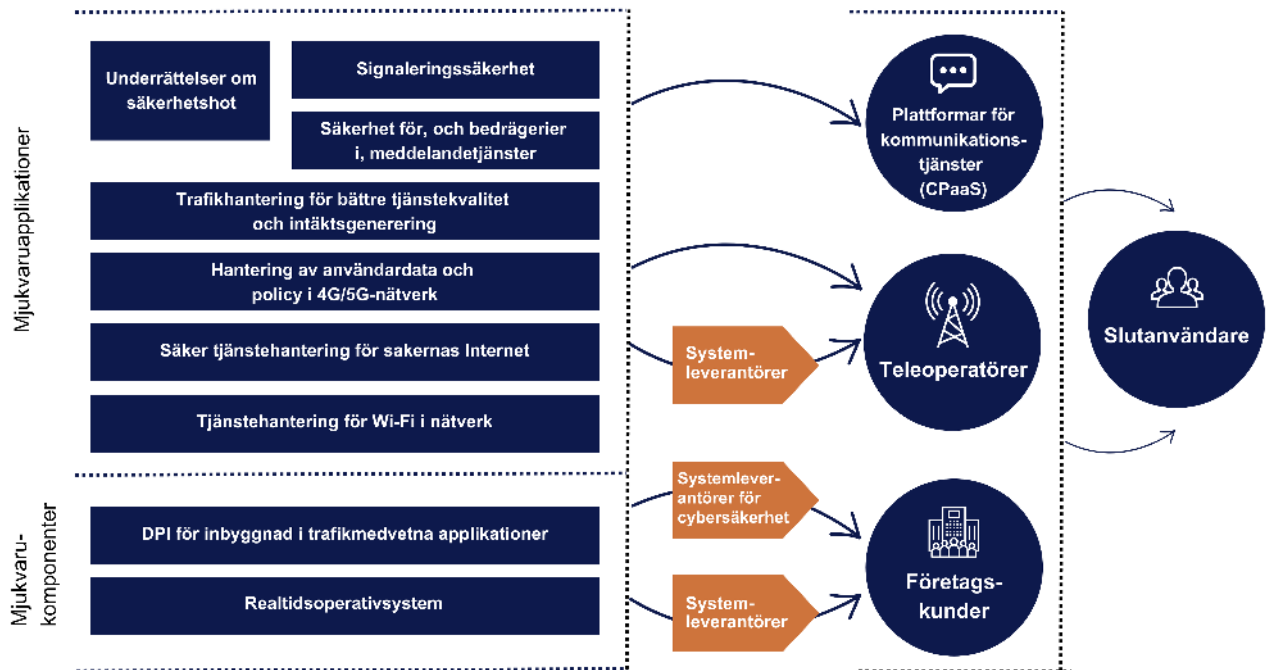 Mjukvaruapplikationer
Underrättelser om
säkerhetshot
Signaleringssäkerhet
Säkerhet för, och bedrägerier
i, meddelandetjänster
Trafikhantering för bättre tjänstekvalitet
och intäktsgenerering
Hantering av användardata och
policy i 4G/5G-nätverk
Säker tjänstehantering för sakernas Internet
Tjänstehantering för Wi-Fi i nätverk
Mjukvaru-
komponenter
DPI för inbyggnad i trafikmedvetna applikationer
Realtidsoperativsystem
System-
leverantörer
Systemlever-
antörer för
cybersäkerhet
System-
leverantörer
Plattformar för
kommunikations-
tjänster
(CPaaS)
Teleoperatörer
Företags-
kunder
Slutanvändare